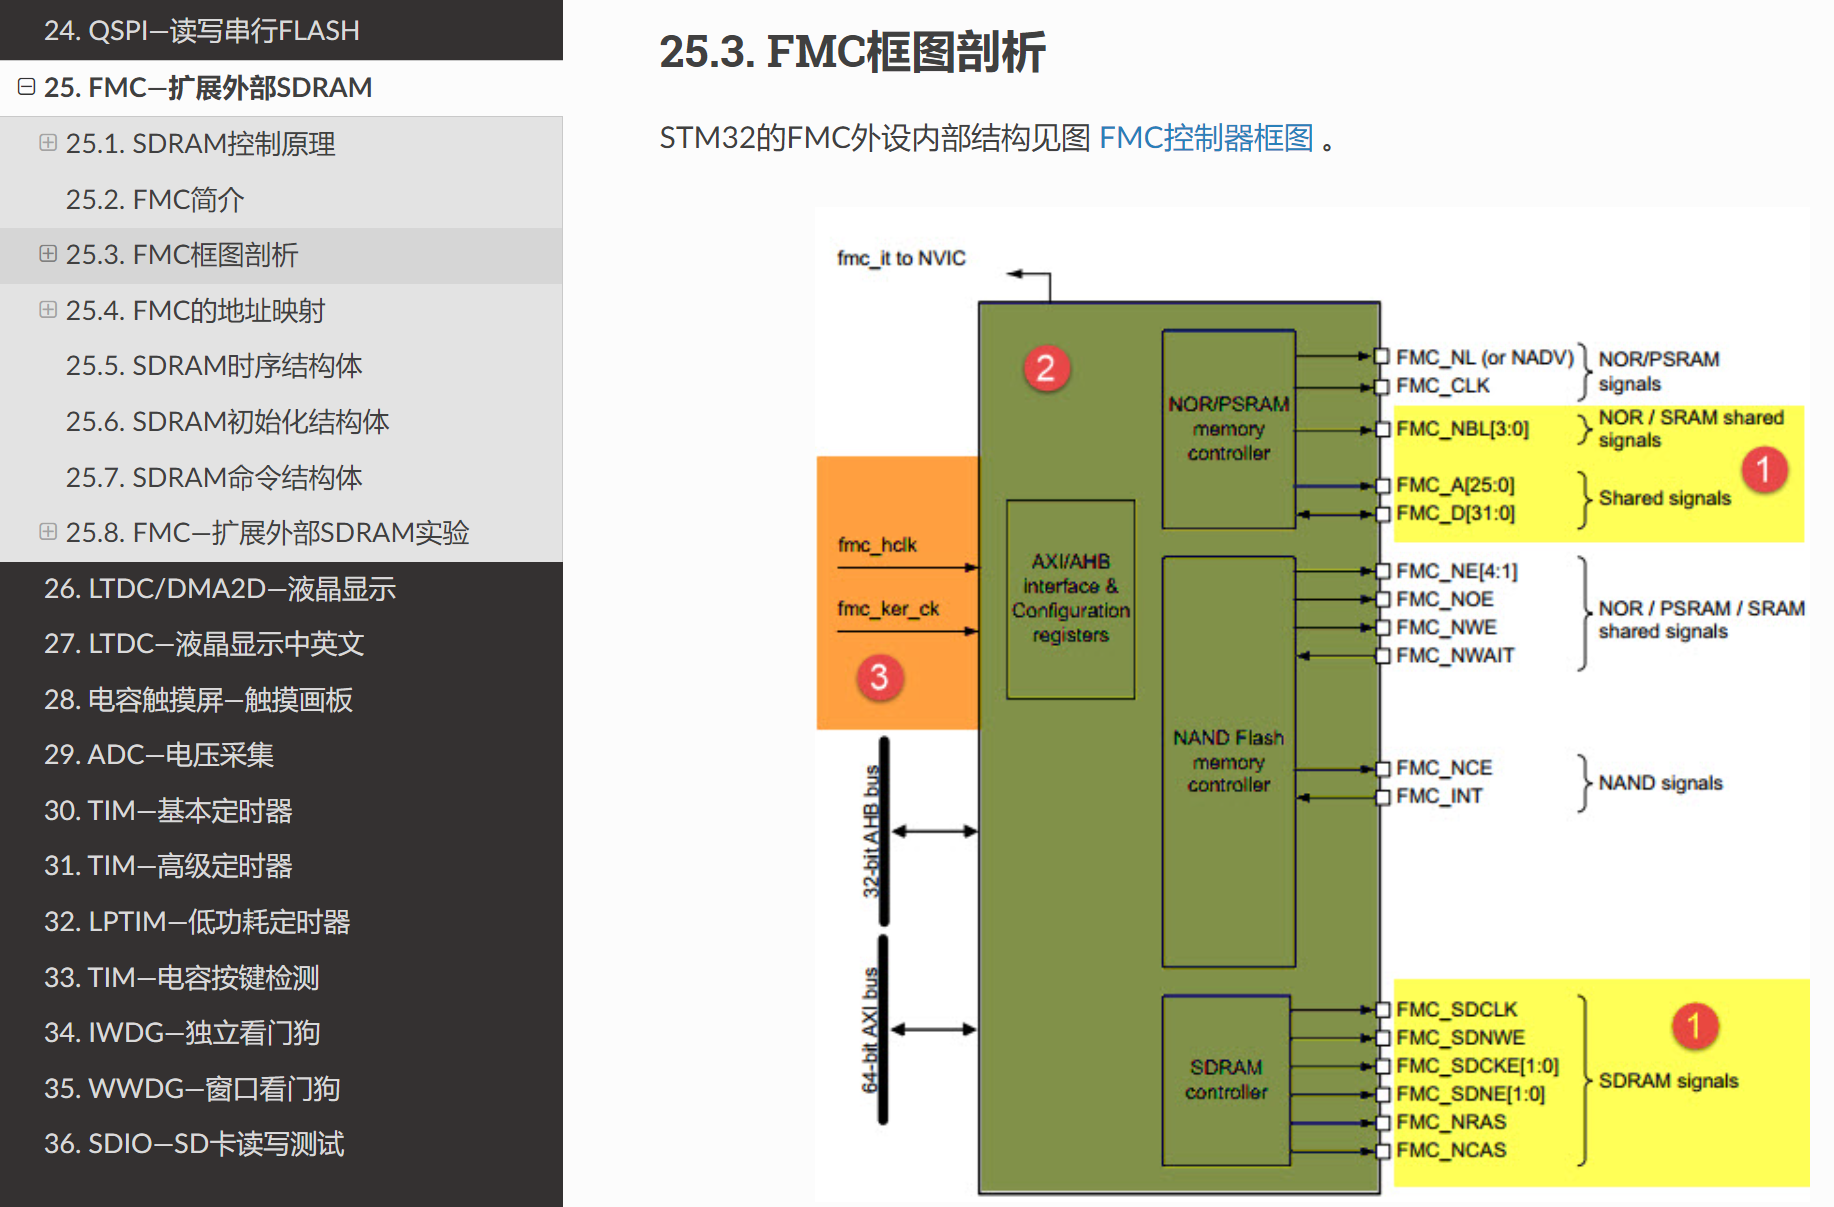 24. QSPI—读写串行FLASH
25. FMC—扩展外部SDRAM
25.1. SDRAM控制原理
25.2. FMC简介
25.3. FMC框图剖析
25.4. FMC的地址映射
25.5. SDRAM时序结构体
25.6. SDRAM初始化结构体
25.7. SDRAM命令结构体
25.8. FMC—扩展外部SDRAM实验
26. LTDC/DMA2D—液晶显示
27. LTDC—液晶显示中英文
28. 电容触摸屏—触摸画板
29. ADC—电压采集
30. TIM—基本定时器
31. TIM—高级定时器
32. LPTIM—低功耗定时器
33. TIM—电容按键检测
34. IWDG—独立看门狗
35. WWDG—窗口看门狗
36. SDIO—SD卡读写测试
25.3. FMC框图剖析
STM32的FMC外设内部结构见图 FMC控制器框图 。
fmc_it to NVIC
2
NOR/PSRAM
memory
controller
FMC_NL (or NADV)
FMC_CLK
NOR/PSRAM
signals
FMC_NBL[3:0]
NOR / SRAM shared
signals
1
FMC_A[25:0]
FMC_D[31:0]
Shared signals
fmc_hclk
fmc_ker_ck
3
AXI/AHB
interface &
Configuration
registers
FMC_NE[4:1]
FMC_NOE
FMC_NWE
FMC_NWAIT
NOR / PSRAM / SRAM
shared signals
NAND Flash
memory
controller
FMC_NCE
FMC_INT
NAND signals
32-bit AHB bus
64-bit AXI bus
SDRAM
controller
FMC_SDCLK
FMC_SDNWE
FMC_SDCKE[1:0]
FMC_SDNE[1:0]
FMC_NRAS
FMC_NCAS
1
SDRAM signals